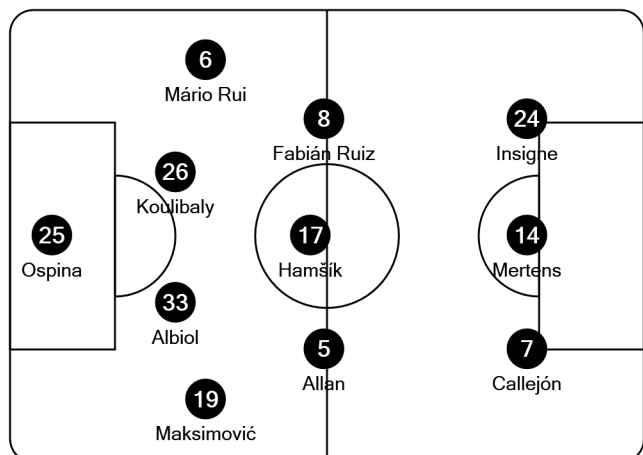 6
Mário Rui
8
Fabián Ruiz
24
Insigne
26
Koulibaly
25
Ospina
17
Hamšík
14
Mertens
33
Albiol
5
Allan
7
Callejón
19
Maksimović